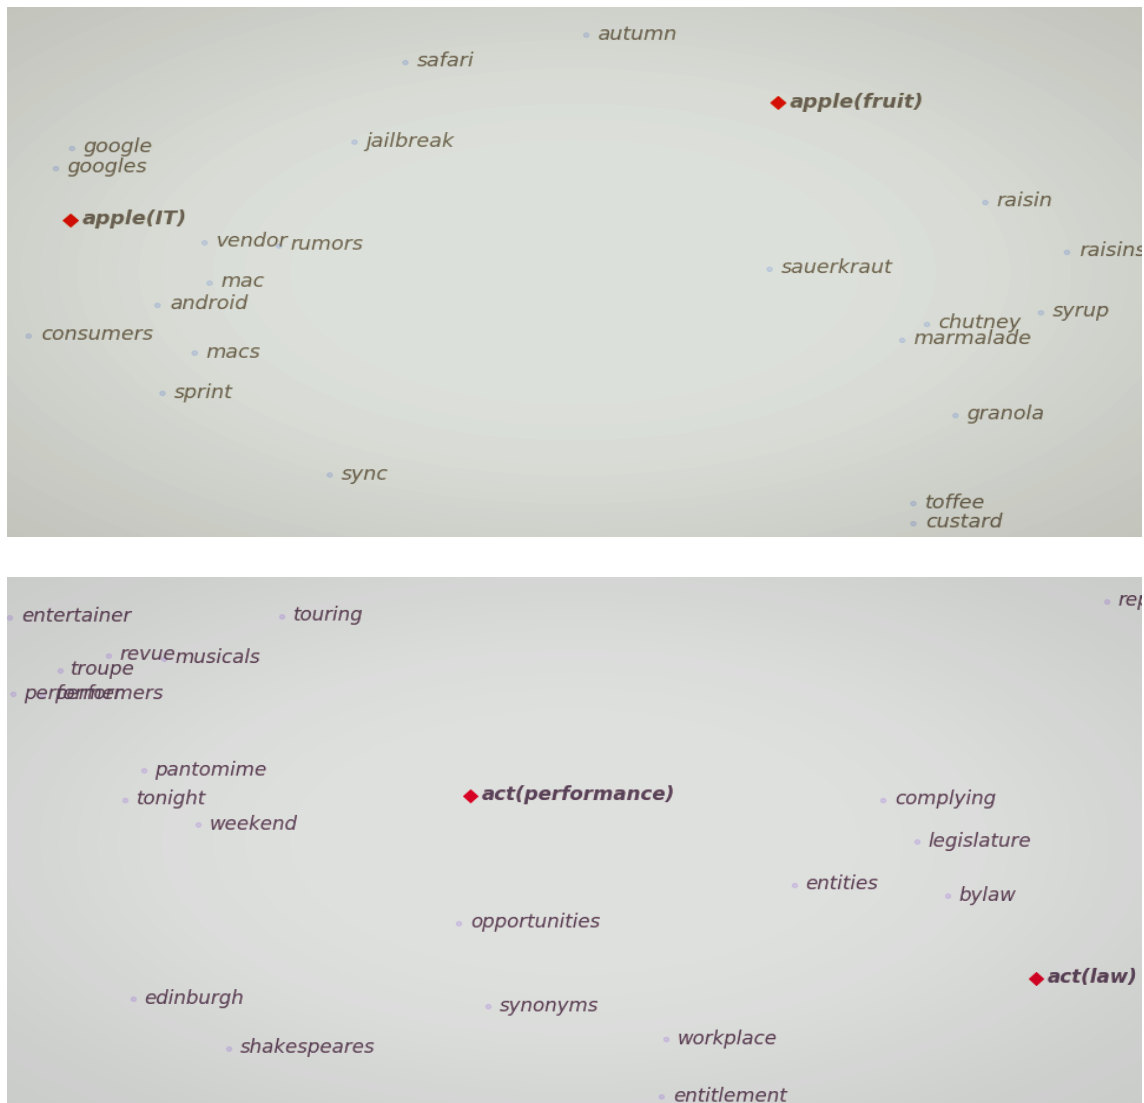 autumn
safari
apple(fruit)
jailbreak
google
googles
raisin
apple(IT)
vendor
rumors
raisins
sauerkraut
mac
android
syrup
chutney
consumers
marmalade
macs
sprint
granola
sync
toffee
custard
entertainer
touring
revue
musicals
troupe
performer
performers
pantomime
act(performance)
tonight
complying
weekend
legislature
entities
bylaw
opportunities
act(law)
edinburgh
synonyms
workplace
shakespeares
entitlement